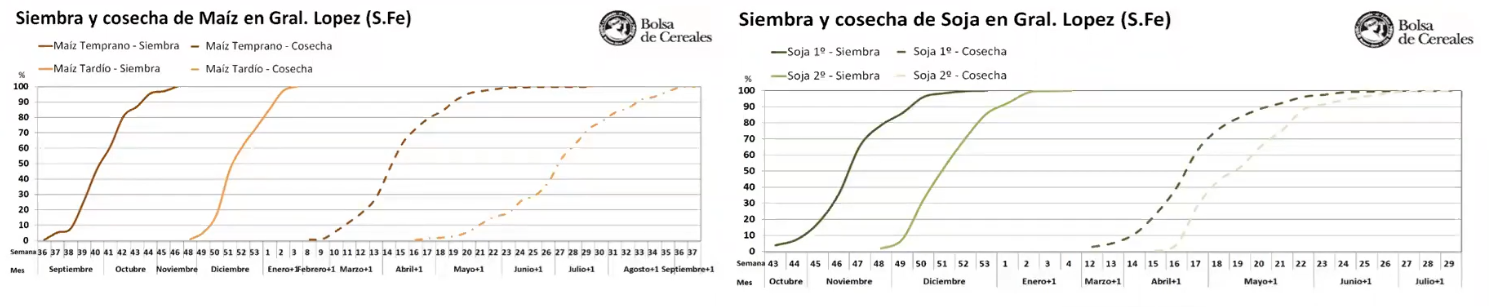 Siembra y cosecha de Maíz en Gral. Lopez (S.Fe)
Bolsa
de Cereales
Maíz Temprano - Siembra
Maíz Temprano - Cosecha
Maíz Tardío - Siembra
Maíz Tardío - Cosecha
%
100
90
80
70
60
50
40
30
20
10
0
Semana 36 37 38 39 40 41 42 43 44 45 47 48 49 50 51 52 53 1 2 3 8 9 10 11 12 13 14 15 16 17 18 19 20 21 22 23 24 25 26 27 28 29 30 31 32 33 34 35 36 37
Mes Septiembre Octubre Noviembre Diciembre Enero+1 Febrero+1 Marzo+1 Abril+1 Mayo+1 Junio+1 Julio+1 Agosto+1 Septiembre+1
Siembra y cosecha de Soja en Gral. Lopez (S.Fe)
Bolsa
de Cereales
Soja 1º - Siembra
Soja 1º - Cosecha
Soja 2º - Siembra
Soja 2º - Cosecha
%
100
90
80
70
60
50
40
30
20
10
0
Semana 43 44 45 46 47 48 49 50 51 52 53 1 2 3 4 12 13 14 15 16 17 18 19 20 21 22 23 24 25 26 27 28 29
Mes Octubre Noviembre Diciembre Enero+1 Marzo+1 Abril+1 Mayo+1 Junio+1 Julio+1